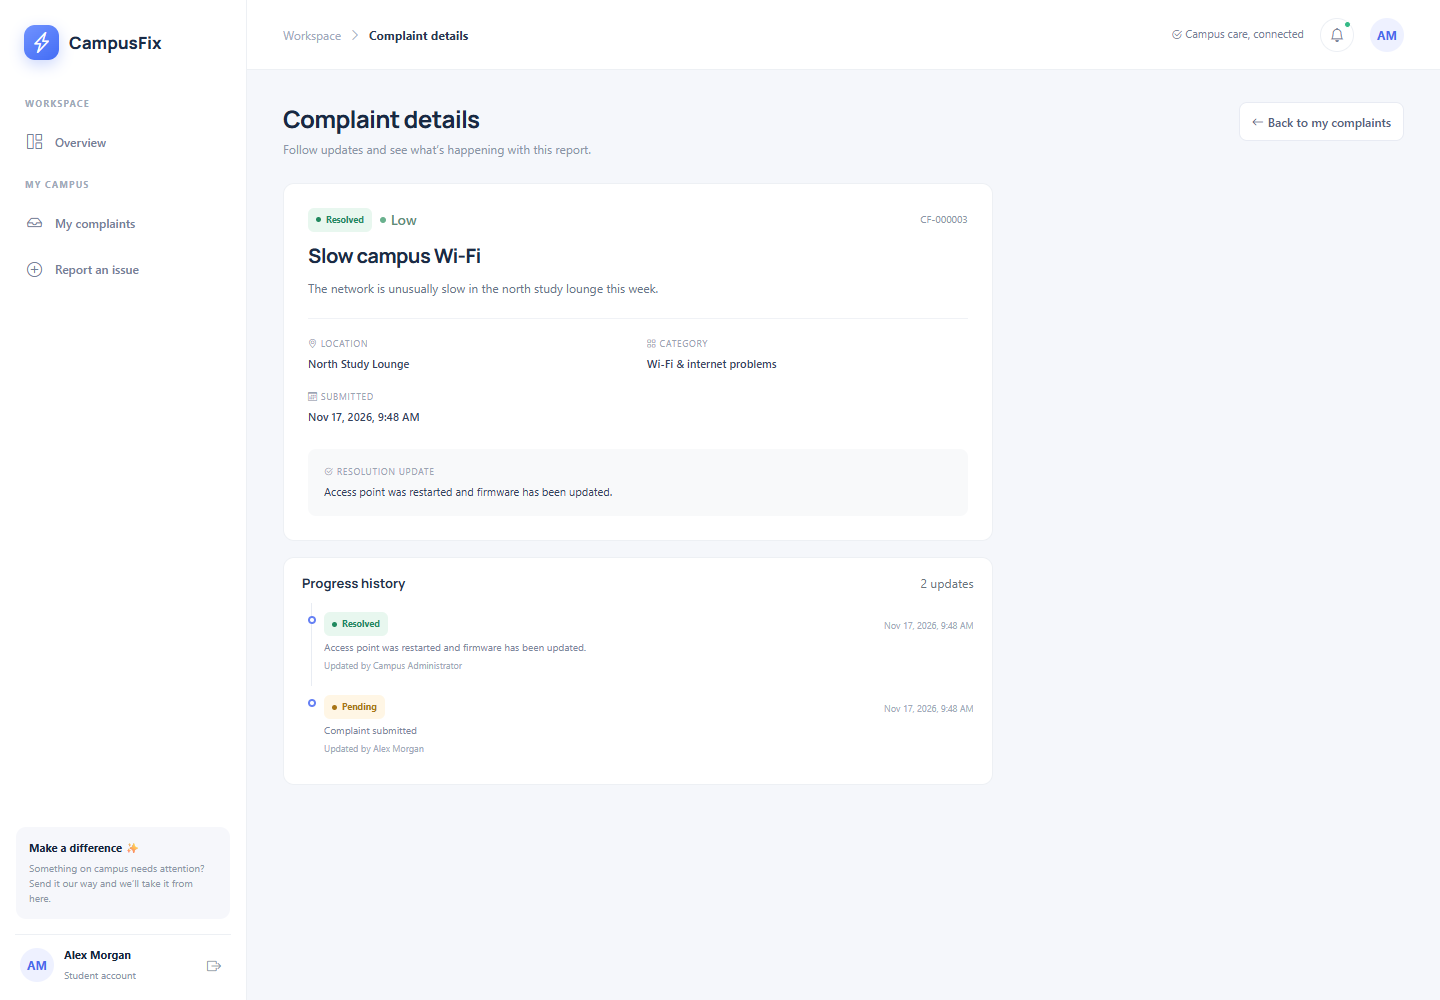 CampusFix
WORKSPACE
Overview
MY CAMPUS
My complaints
Report an issue
Make a difference ✨
Something on campus needs attention?
Send it our way and we'll take it from
here.
AM
Alex Morgan
Student account
Workspace > Complaint details
Campus care, connected
AM
Complaint details
Follow updates and see what's happening with this report.
← Back to my complaints
Resolved
Low
CF-000003
Slow campus Wi-Fi
The network is unusually slow in the north study lounge this week.
LOCATION
North Study Lounge
CATEGORY
Wi-Fi & internet problems
SUBMITTED
Nov 17, 2026, 9:48 AM
RESOLUTION UPDATE
Access point was restarted and firmware has been updated.
Progress history
2 updates
Resolved
Nov 17, 2026, 9:48 AM
Access point was restarted and firmware has been updated.
Updated by Campus Administrator
Pending
Nov 17, 2026, 9:48 AM
Complaint submitted
Updated by Alex Morgan